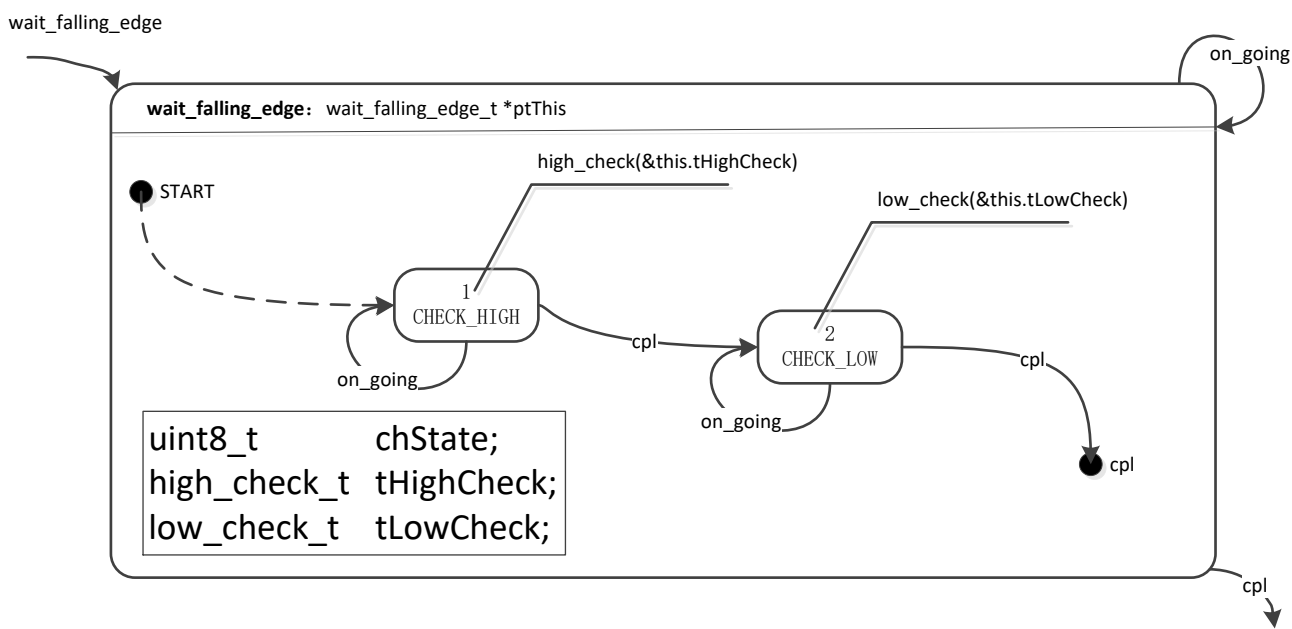 wait_falling_edge
on_going
wait_falling_edge： wait_falling_edge_t *ptThis
high_check(&this.tHighCheck)
START
low_check(&this.tLowCheck)
1
CHECK_HIGH
2
CHECK_LOW
cpl
cpl
on_going
on_going
uint8_t chState;
high_check_t tHighCheck;
low_check_t tLowCheck;
cpl
cpl